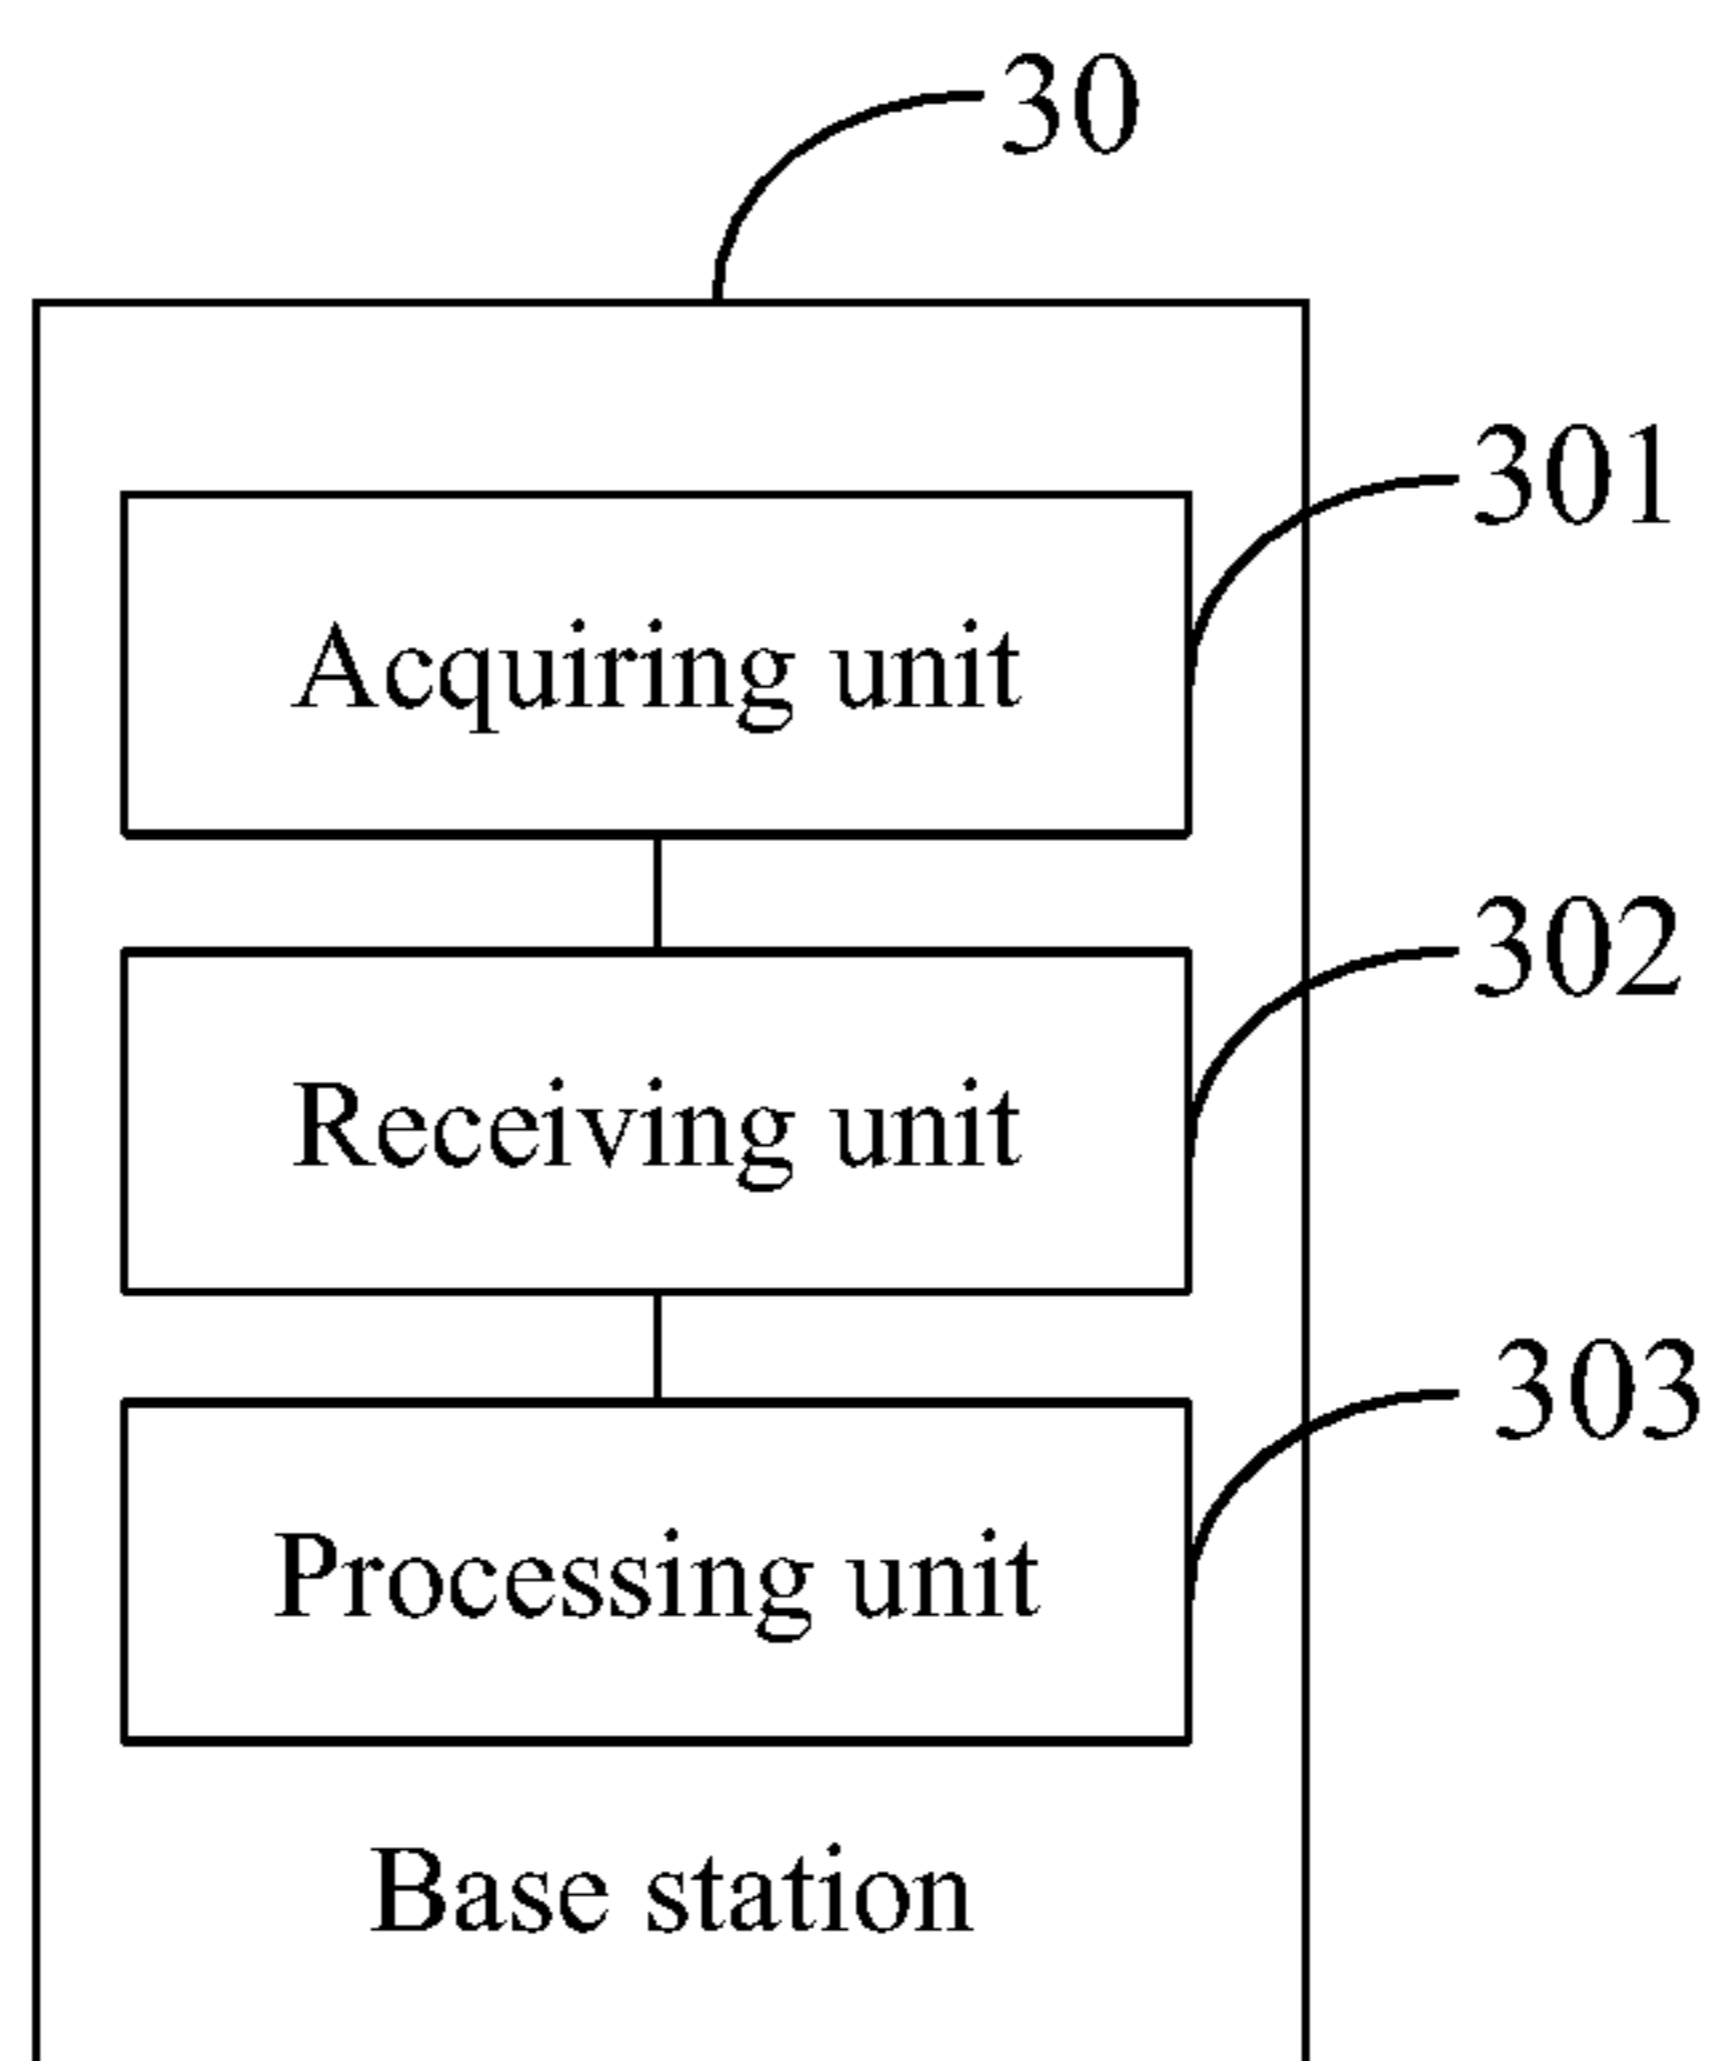 30
301
Acquiring unit
302
Receiving unit
303
Processing unit
Base station